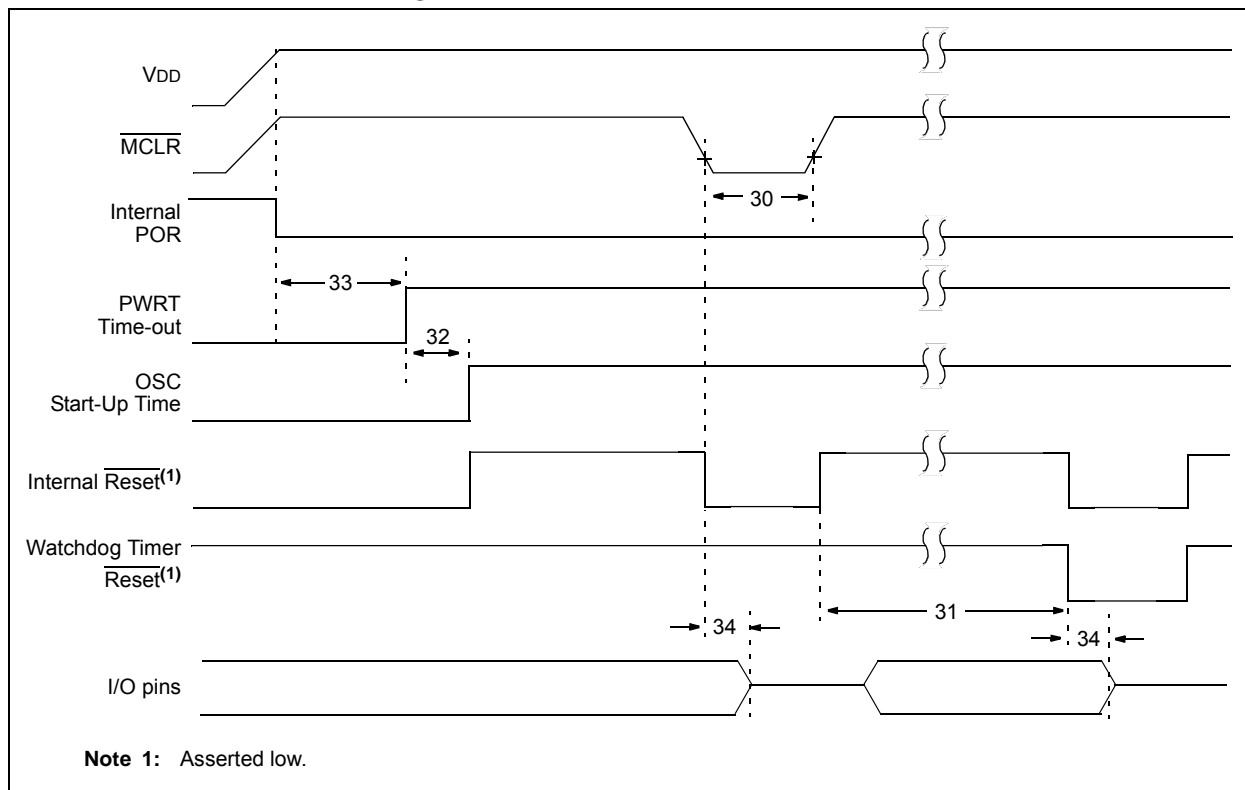 VDD
MCLR
30
Internal
POR
33
PWRT
Time-out
32
OSC
Start-Up Time
Internal Reset(1)
Watchdog Timer
Reset(1)
31
34
34
I/O pins
Note 1: Asserted low.